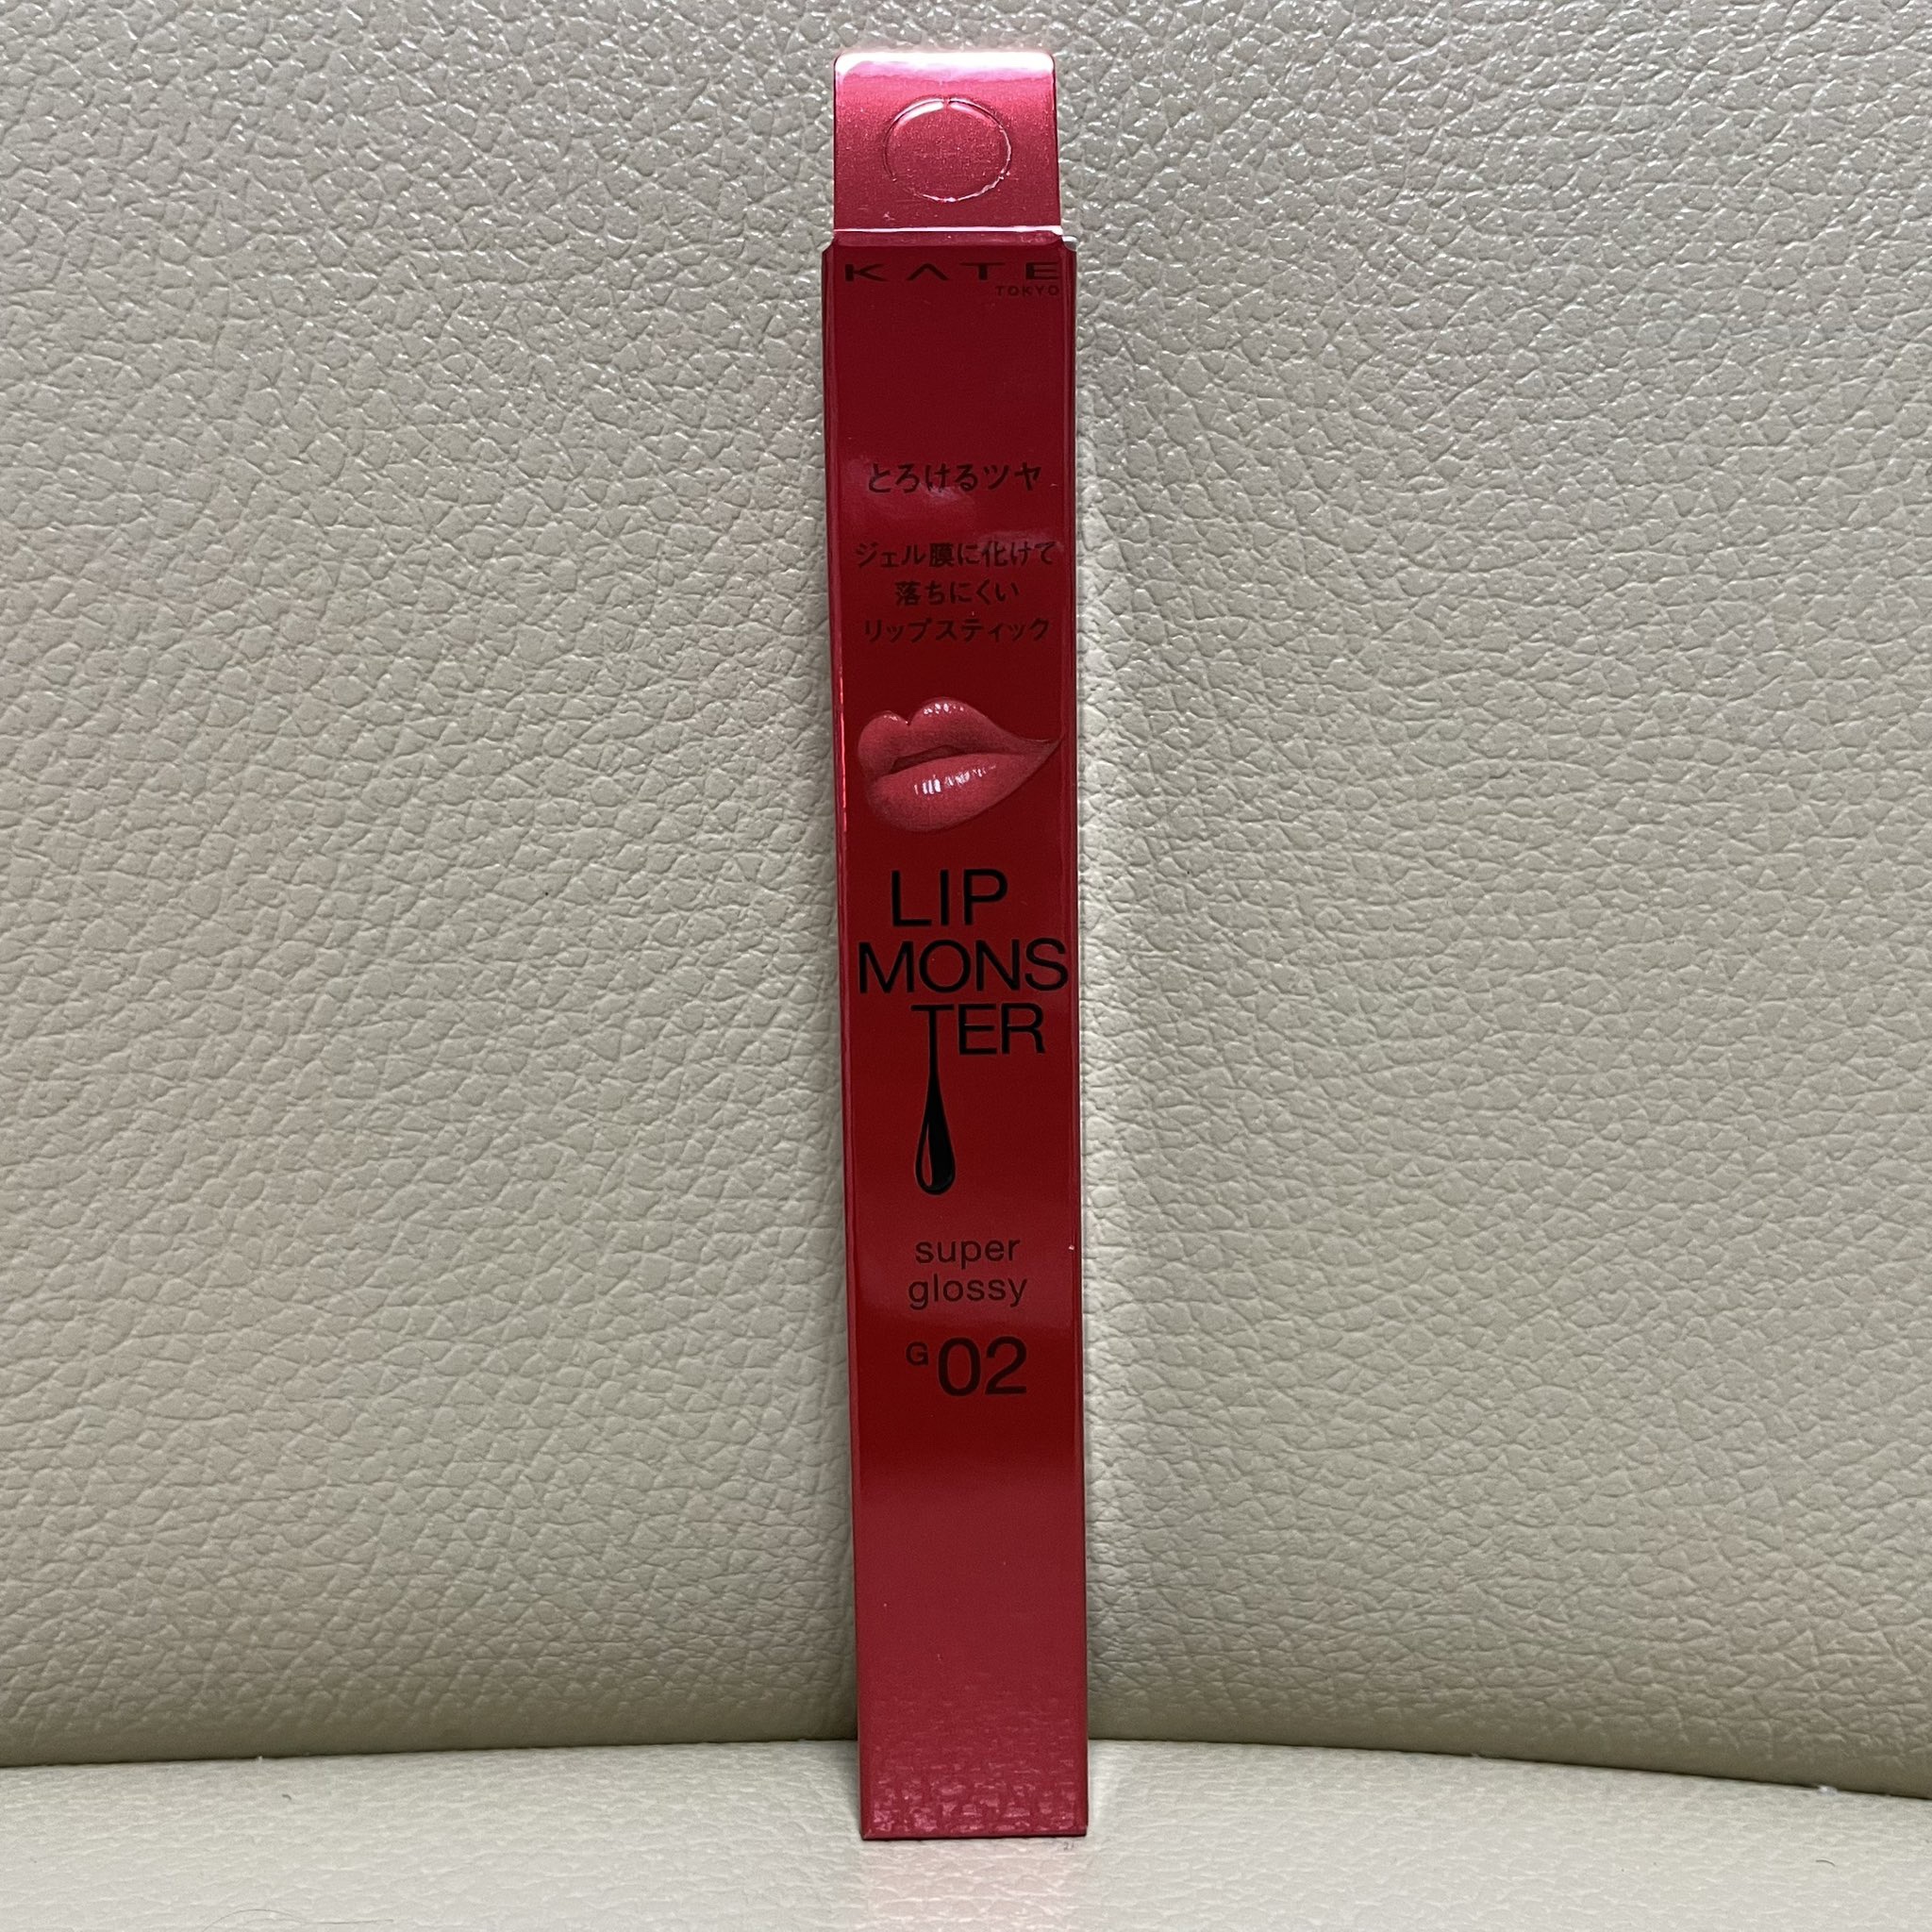 KATE
TOKYO
とろけるツヤ
ジェル膜に化けて
落ちにくい
リップスティック
LIP
MONS
TER
super
glossy
G02